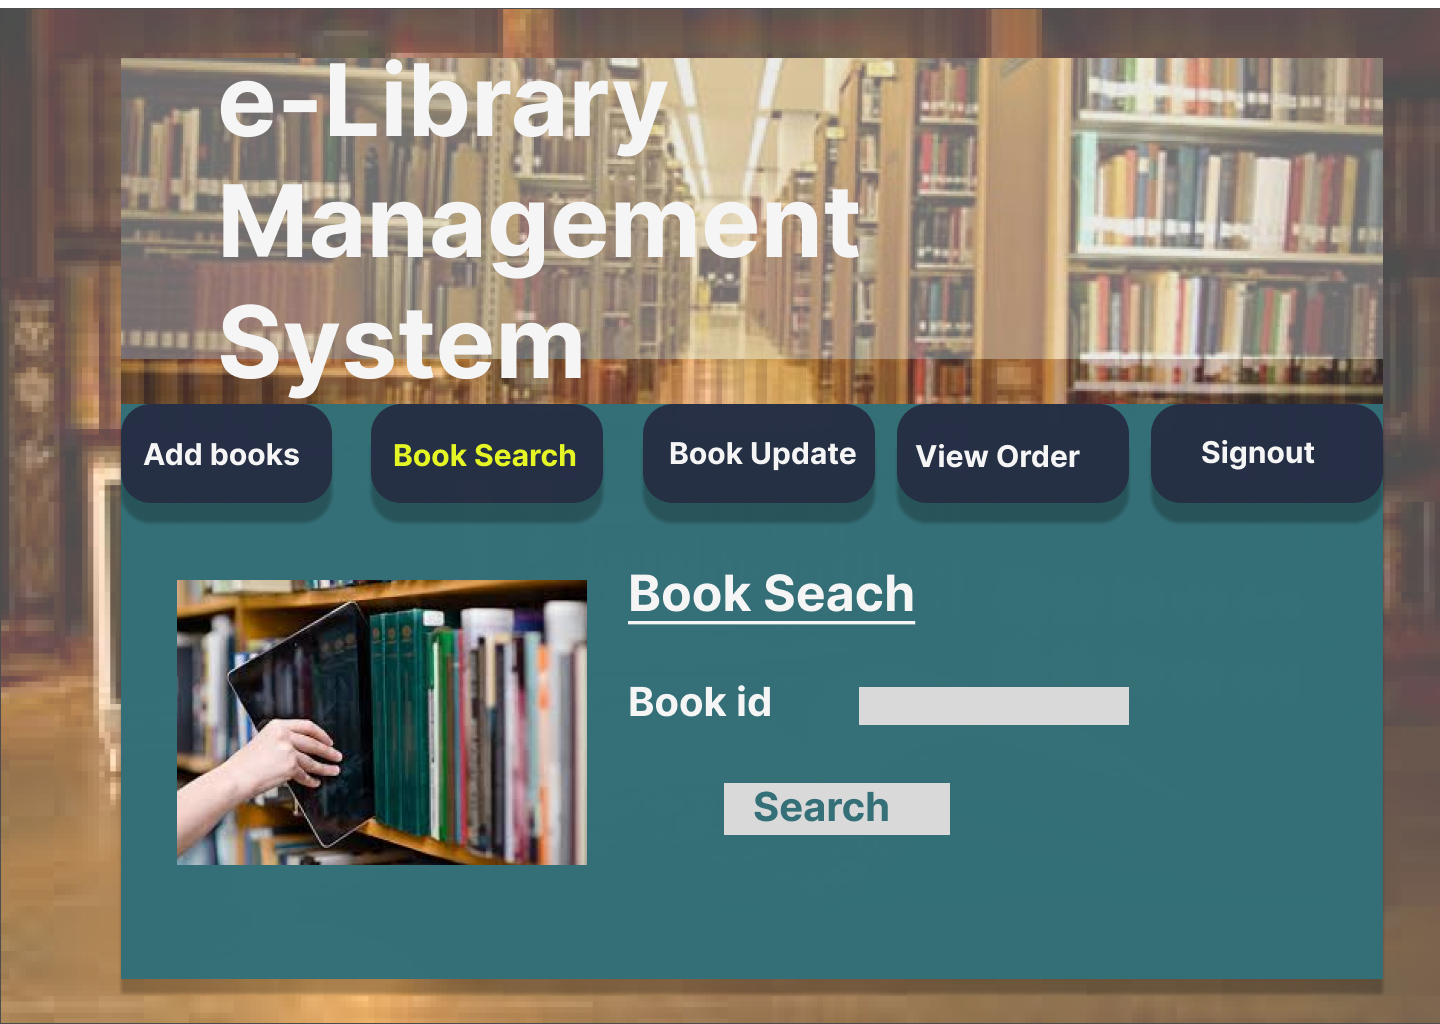 e-Library
Management
System
Add books
Book Search
Book Update
View Order
Signout
Book Seach
Book id
Search